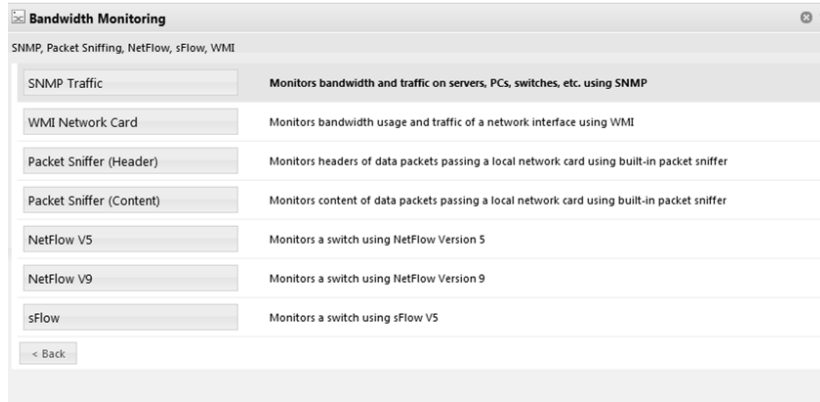 Bandwidth Monitoring
SNMP, Packet Sniffing, NetFlow, sFlow, WMI
SNMP Traffic Monitors bandwidth and traffic on servers, PCs, switches, etc. using SNMP
WMI Network Card Monitors bandwidth usage and traffic of a network interface using WMI
Packet Sniffer (Header) Monitors headers of data packets passing a local network card using built-in packet sniffer
Packet Sniffer (Content) Monitors content of data packets passing a local network card using built-in packet sniffer
NetFlow V5 Monitors a switch using NetFlow Version 5
NetFlow V9 Monitors a switch using NetFlow Version 9
sFlow Monitors a switch using sFlow V5
< Back